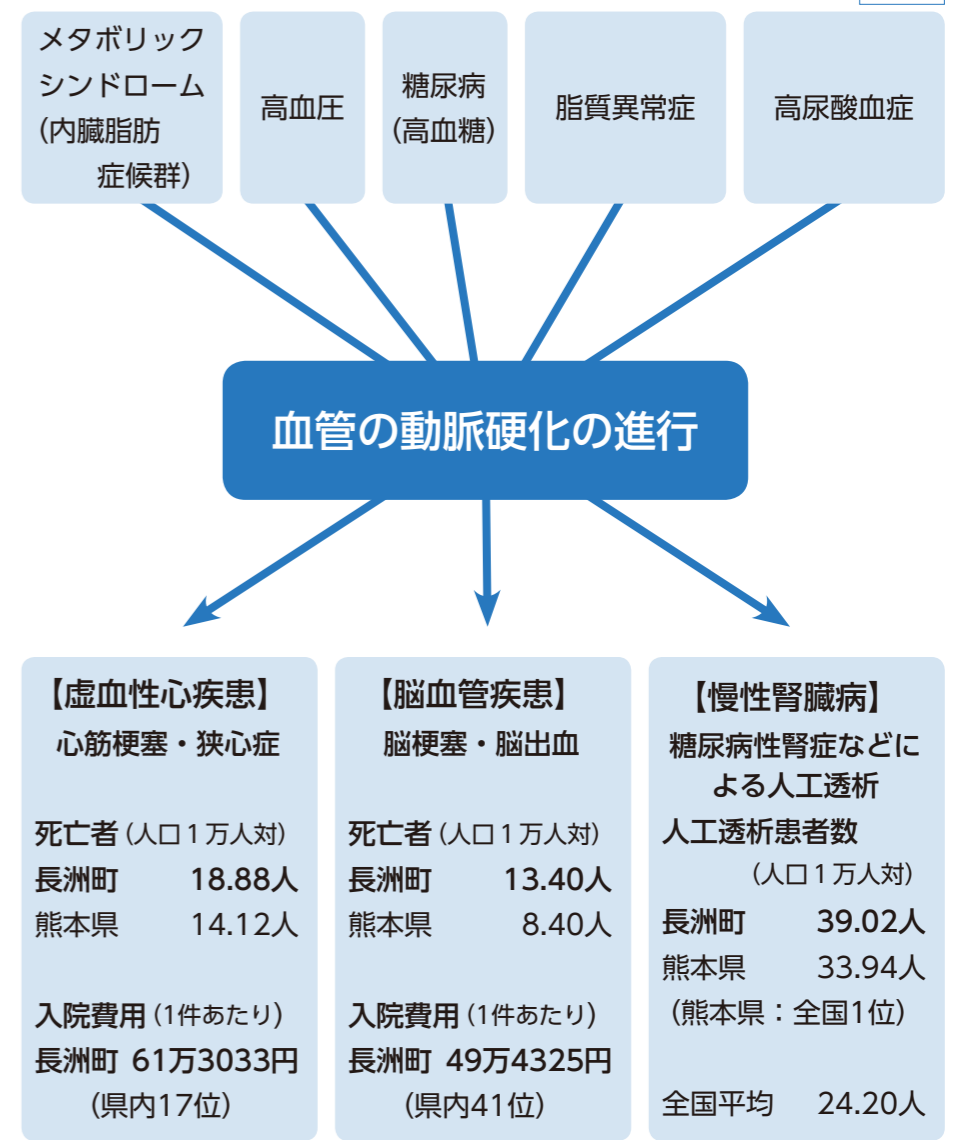 メタボリック
シンドローム
(内臓脂肪
症候群)
高血圧
糖尿病
(高血糖)
脂質異常症
高尿酸血症
血管の動脈硬化の進行
【虚血性心疾患】
心筋梗塞・狭心症
死亡者(人口1万人対)
長洲町 18.88人
熊本県 14.12人
入院費用(1件あたり)
長洲町 61万3033円
(県内17位)
【脳血管疾患】
脳梗塞・脳出血
死亡者(人口1万人対)
長洲町 13.40人
熊本県 8.40人
入院費用(1件あたり)
長洲町 49万4325円
(県内41位)
【慢性腎臓病】
糖尿病性腎症などに
よる人工透析
人工透析患者数
(人口1万人対)
長洲町 39.02人
熊本県 33.94人
(熊本県:全国1位)
全国平均 24.20人